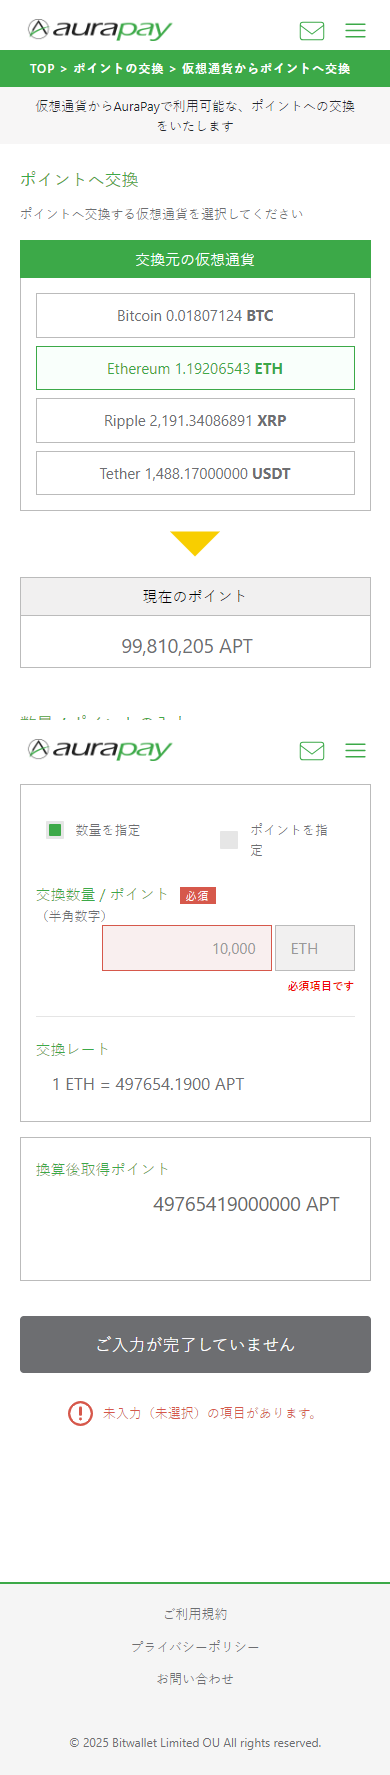 aurapay
TOP > ポイントの交換 > 仮想通貨からポイントへ交換
仮想通貨からAuraPayで利用可能な、ポイントへの交換
をいたします
ポイントへ交換
ポイントへ交換する仮想通貨を選択してください
交換元の仮想通貨
Bitcoin 0.01807124 BTC
Ethereum 1.19206543 ETH
Ripple 2,191.34086891 XRP
Tether 1,488.17000000 USDT
現在のポイント
99,810,205 APT
aurapay
数量を指定
ポイントを指
定
交換数量 / ポイント 必須
（半角数字）
10,000 ETH
必須項目です
交換レート
1 ETH = 497654.1900 APT
換算後取得ポイント
49765419000000 APT
ご入力が完了していません
未入力（未選択）の項目があります。
ご利用規約
プライバシーポリシー
お問い合わせ
© 2025 Bitwallet Limited OU All rights reserved.